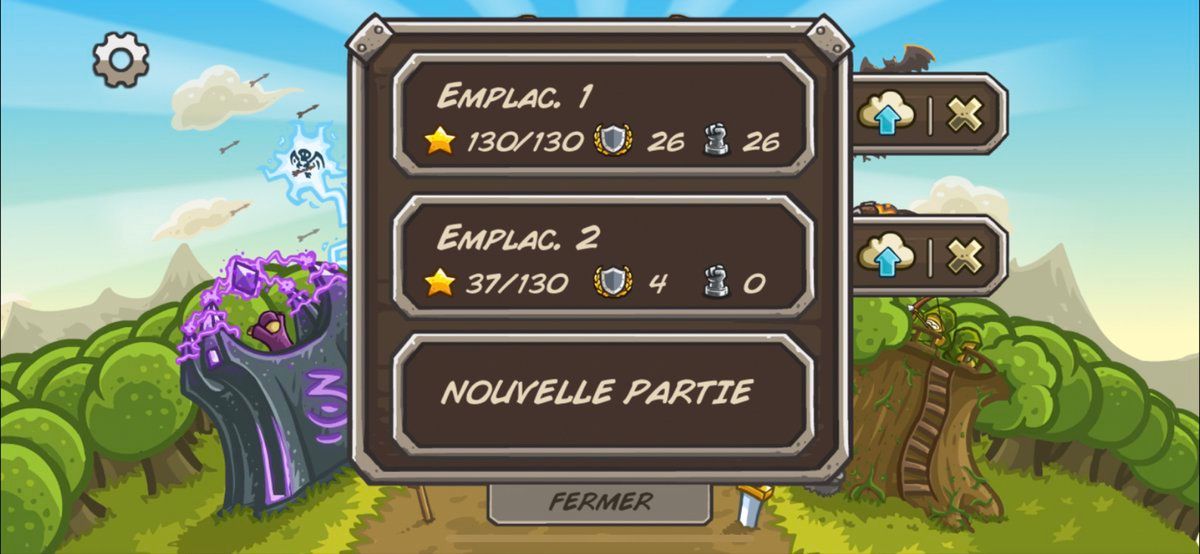 EMPLAC. 1
130/130 26 26
EMPLAC. 2
37/130 4 0
NOUVELLE PARTIE
FERMER